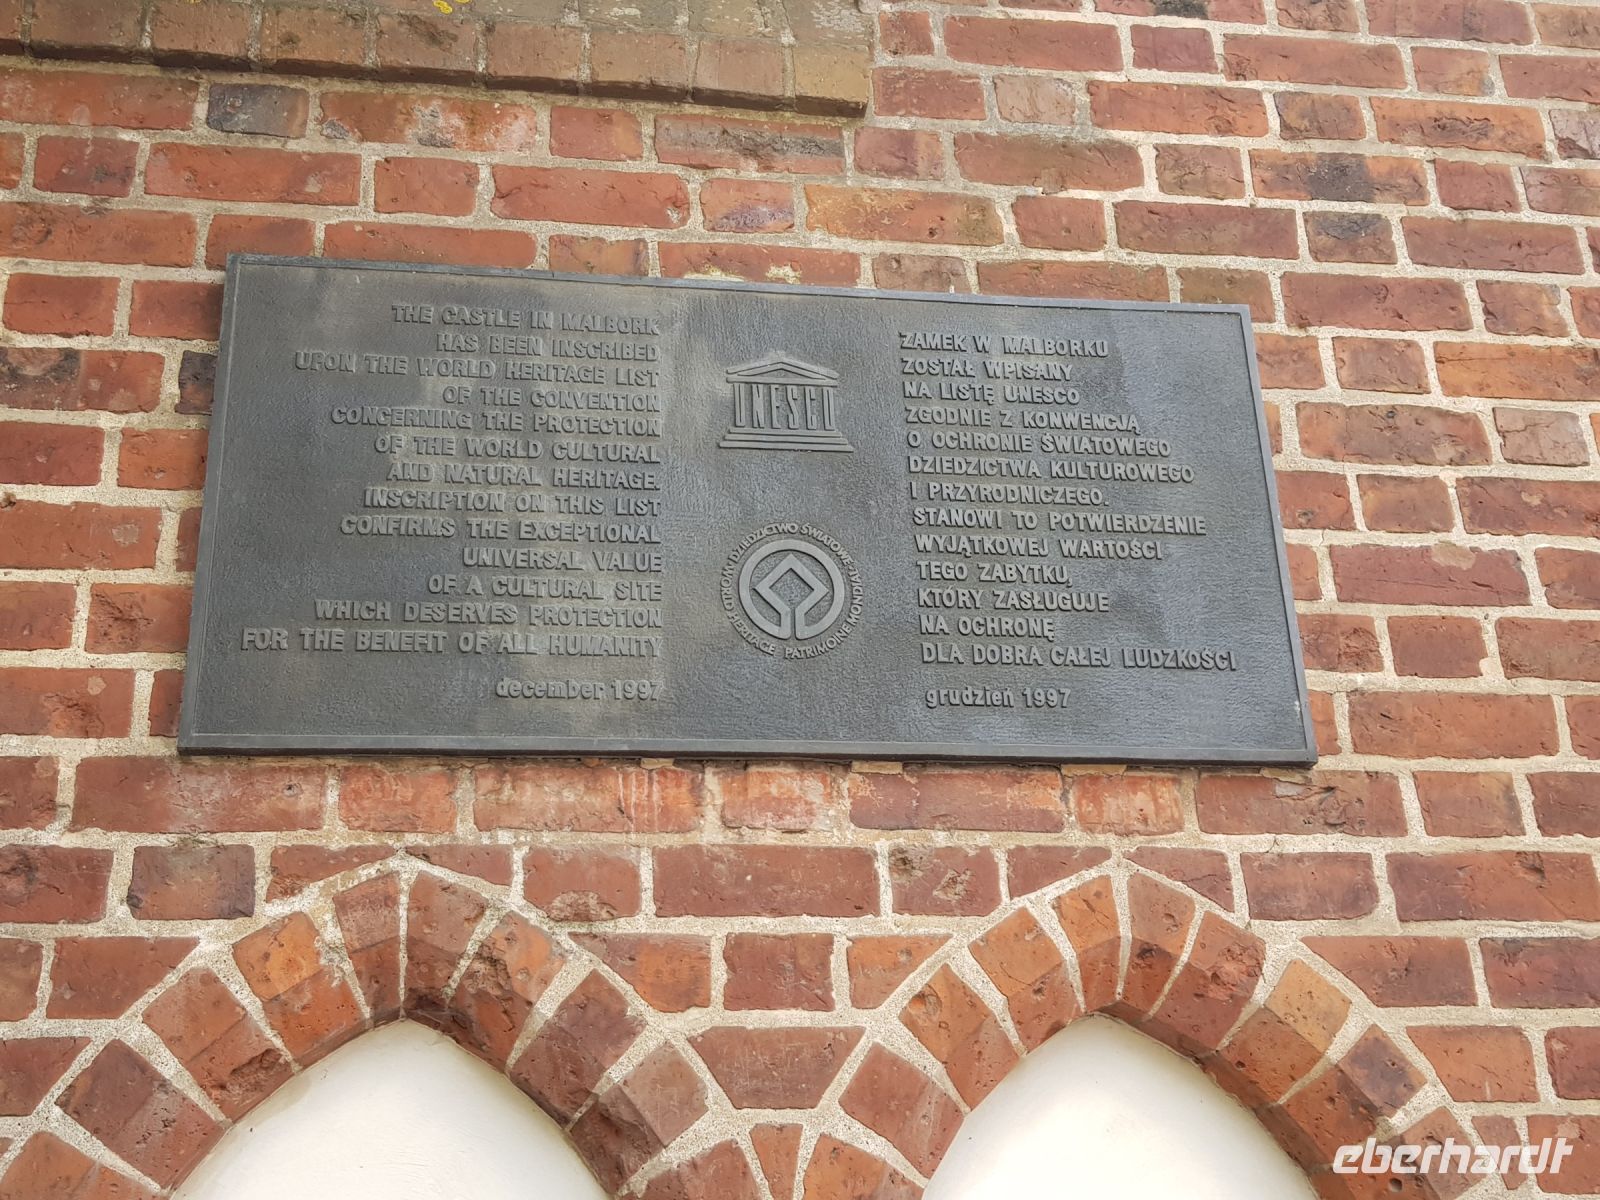 THE CASTLE IN MALBORK
HAS BEEN INSCRIBED
UPON THE WORLD HERITAGE LIST
OF THE CONVENTION
CONCERNING THE PROTECTION
OF THE WORLD CULTURAL
AND NATURAL HERITAGE.
INSCRIPTION ON THIS LIST
CONFIRMS THE EXCEPTIONAL
UNIVERSAL VALUE
OF A CULTURAL SITE
WHICH DESERVES PROTECTION
FOR THE BENEFIT OF ALL HUMANITY
december 1997
UNESCO
DZIEDZICTWO ŚWIATOWE
PATRIMOINE MONDIAL
WORLD HERITAGE
ZAMEK W MALBORKU
ZOSTAŁ WPISANY
NA LISTĘ UNESCO
ZGODNIE Z KONWENCJĄ
O OCHRONIE ŚWIATOWEGO
DZIEDZICTWA KULTUROWEGO
I PRZYRODNICZEGO.
STANOWI TO POTWIERDZENIE
WYJĄTKOWEJ WARTOŚCI
TEGO ZABYTKU,
KTÓRY ZASŁUGUJE
NA OCHRONĘ
DLA DOBRA CAŁEJ LUDZKOŚCI
grudzień 1997
eberhardt